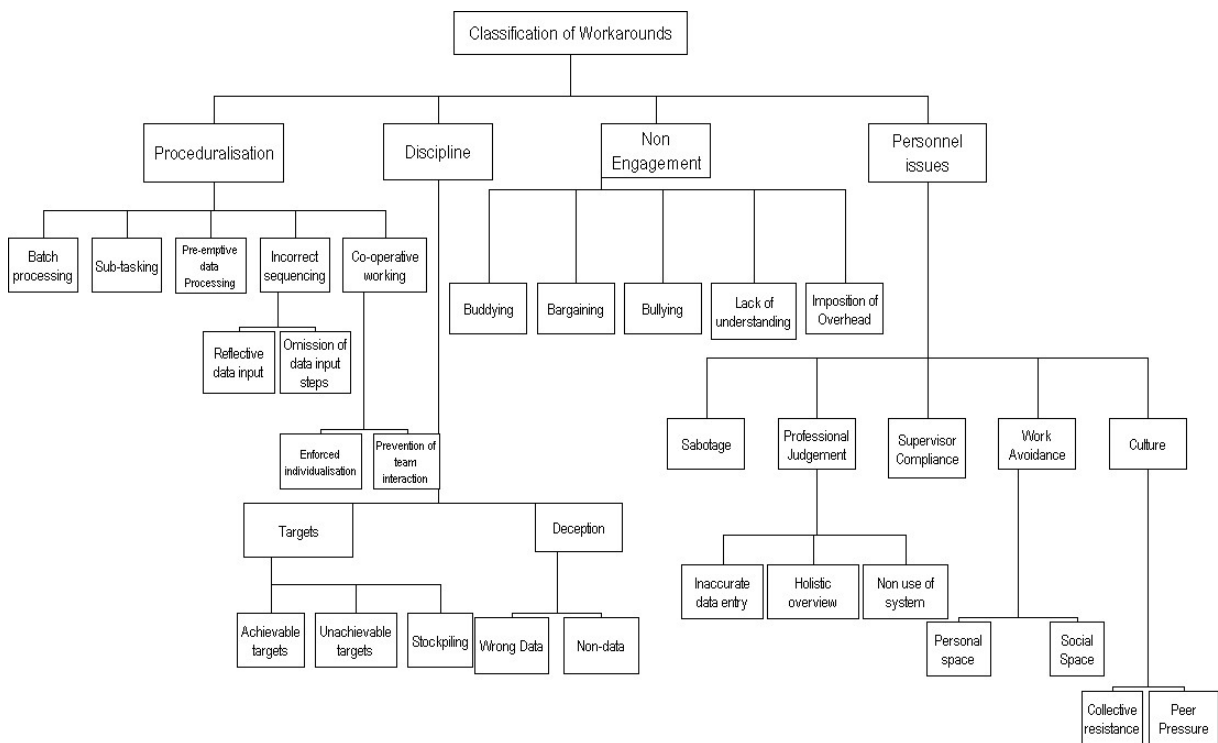 Classification of Workarounds
Proceduralisation
Discipline
Non
Engagement
Personnel
issues
Batch
processing
Sub-tasking
Pre-emptive
data
Processing
Incorrect
sequencing
Co-operative
working
Buddying
Bargaining
Bullying
Lack of
understanding
Imposition of
Overhead
Reflective
data input
Omission of
data input
steps
Enforced
individualisation
Prevention of
team
interaction
Sabotage
Professional
Judgement
Supervisor
Compliance
Work
Avoidance
Culture
Targets
Deception
Inaccurate
data entry
Holistic
overview
Non use of
system
Achievable
targets
Unachievable
targets
Stockpiling
Wrong Data
Non-data
Personal
space
Social
Space
Collective
resistance
Peer
Pressure